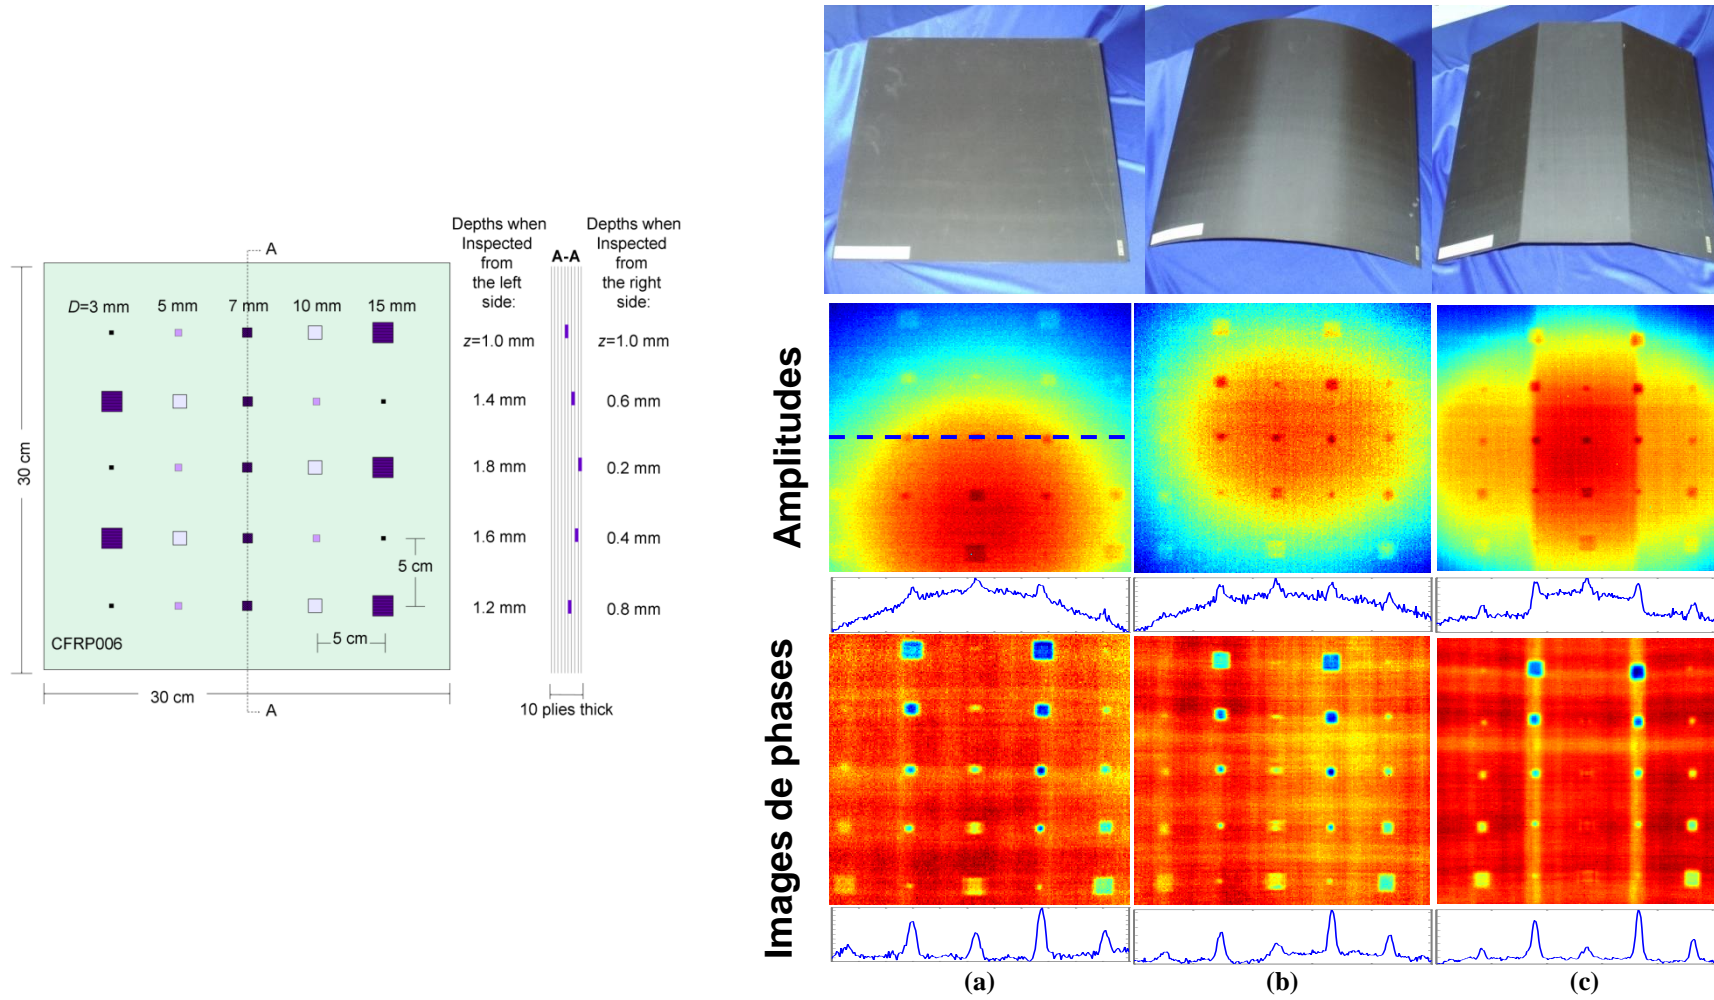 Depths when
Inspected
from
the left
side:
A-A
Depths when
Inspected
from
the right
side:
A
D=3 mm
5 mm
7 mm
10 mm
15 mm
z=1.0 mm
z=1.0 mm
1.4 mm
0.6 mm
30 cm
1.8 mm
0.2 mm
1.6 mm
0.4 mm
5 cm
1.2 mm
0.8 mm
5 cm
CFRP006
30 cm
A
10 plies thick
Amplitudes
Images de phases
(a)
(b)
(c)